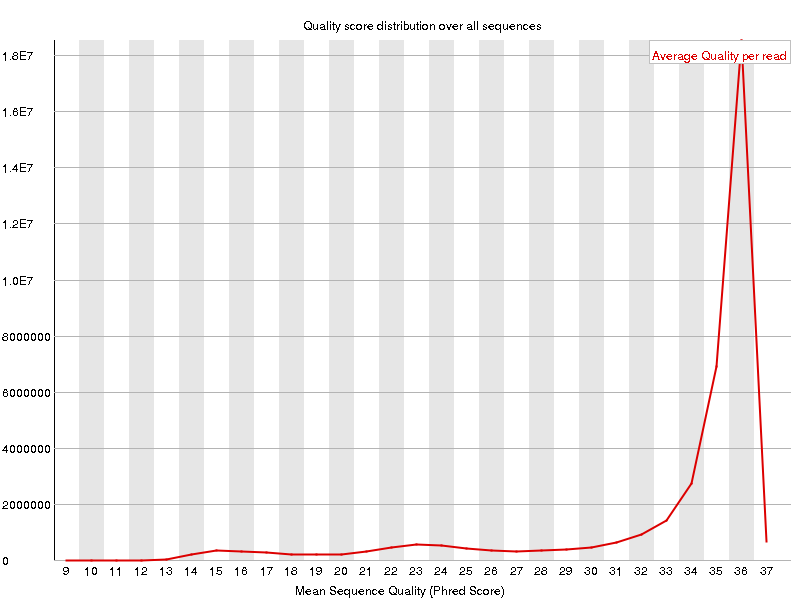 Quality score distribution over all sequences
Average Quality per read
1.8E7
1.6E7
1.4E7
1.2E7
1.0E7
8000000
6000000
4000000
2000000
0
9 10 11 12 13 14 15 16 17 18 19 20 21 22 23 24 25 26 27 28 29 30 31 32 33 34 35 36 37
Mean Sequence Quality (Phred Score)